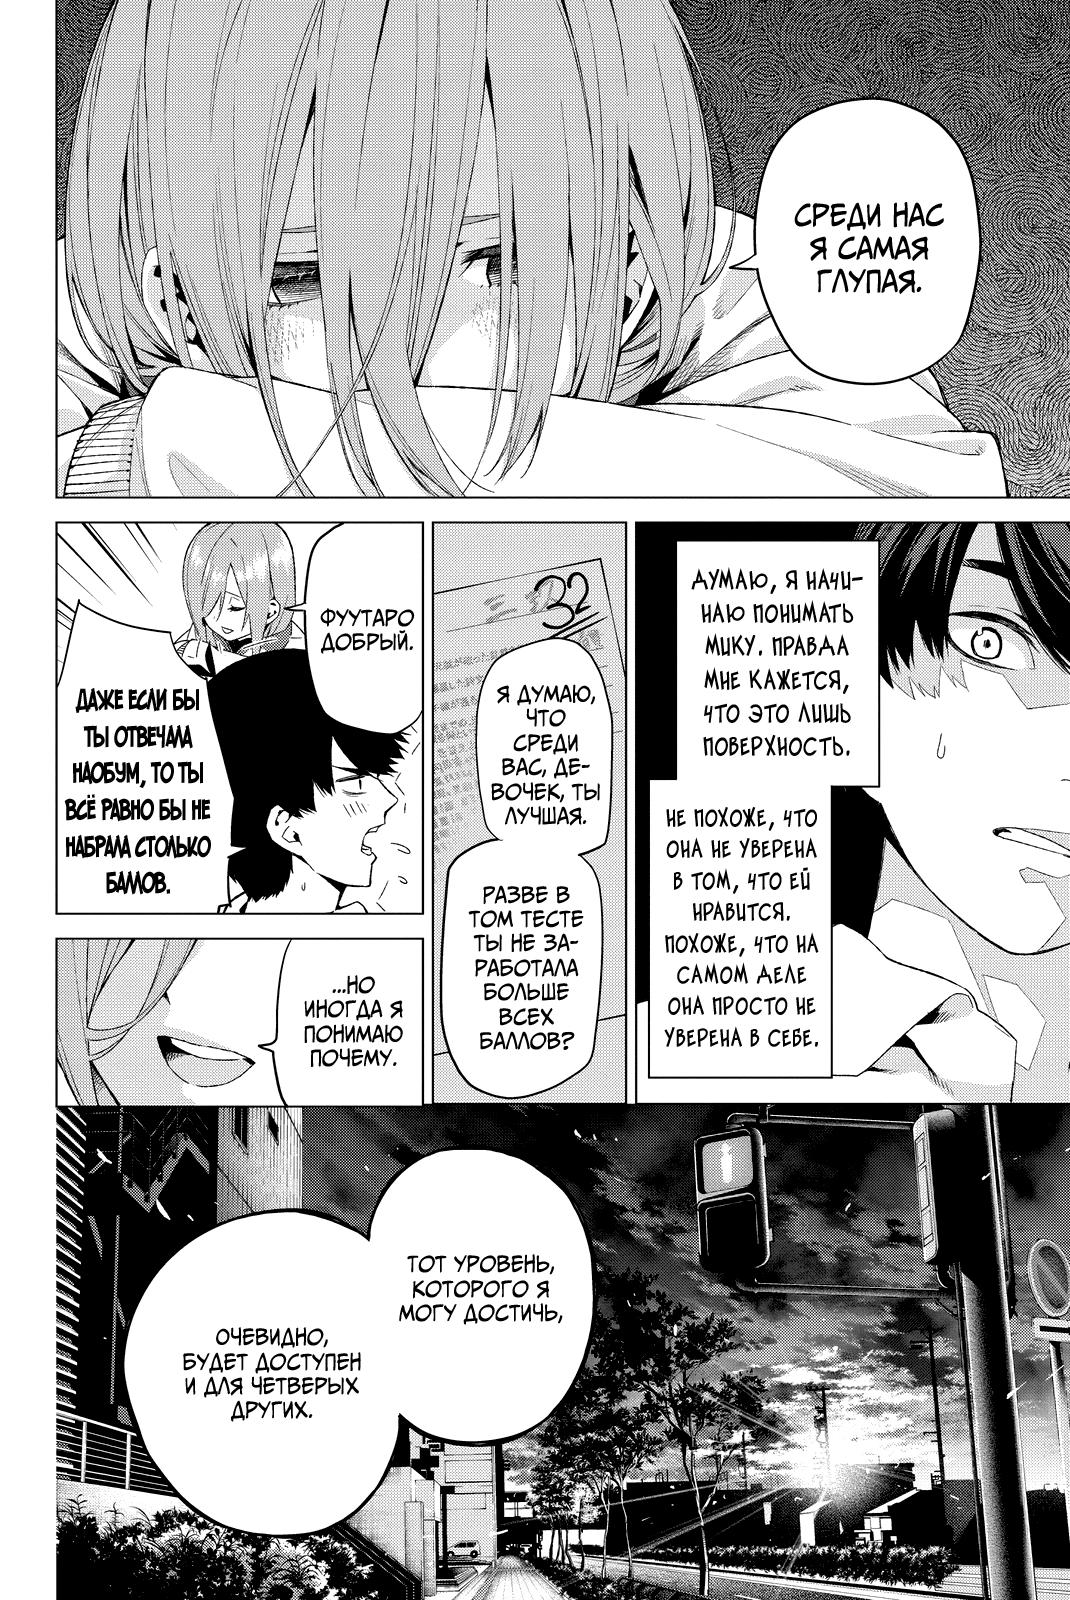 СРЕДИ НАС
Я САМАЯ
ГЛУПАЯ.
ДУМАЮ, Я НАЧИ-
НАЮ ПОНИМАТЬ
МИКУ. ПРАВДА
МНЕ КАЖЕТСЯ,
ЧТО ЭТО ЛИШЬ
ПОВЕРХНОСТЬ.
НЕ ПОХОЖЕ, ЧТО
ОНА НЕ УВЕРЕНА
В ТОМ, ЧТО ЕЙ
НРАВИТСЯ.
ПОХОЖЕ, ЧТО НА
САМОМ ДЕЛЕ
ОНА ПРОСТО НЕ
УВЕРЕНА В СЕБЕ.
32
Я ДУМАЮ,
ЧТО
СРЕДИ
ВАС, ДЕ-
ВОЧЕК, ТЫ
ЛУЧШАЯ.
РАЗВЕ В
ТОМ ТЕСТЕ
ТЫ НЕ ЗА-
РАБОТАЛА
БОЛЬШЕ
ВСЕХ
БАЛЛОВ?
ФУУТАРО
ДОБРЫЙ.
ДАЖЕ ЕСЛИ БЫ
ТЫ ОТВЕЧАЛА
НАОБУМ, ТО ТЫ
ВСЁ РАВНО БЫ НЕ
НАБРАЛА СТОЛЬКО
БАЛЛОВ.
...НО
ИНОГДА Я
ПОНИМАЮ
ПОЧЕМУ.
ТОТ УРОВЕНЬ,
КОТОРОГО Я
МОГУ ДОСТИЧЬ,
ОЧЕВИДНО,
БУДЕТ ДОСТУПЕН
И ДЛЯ ЧЕТВЕРЫХ
ДРУГИХ.